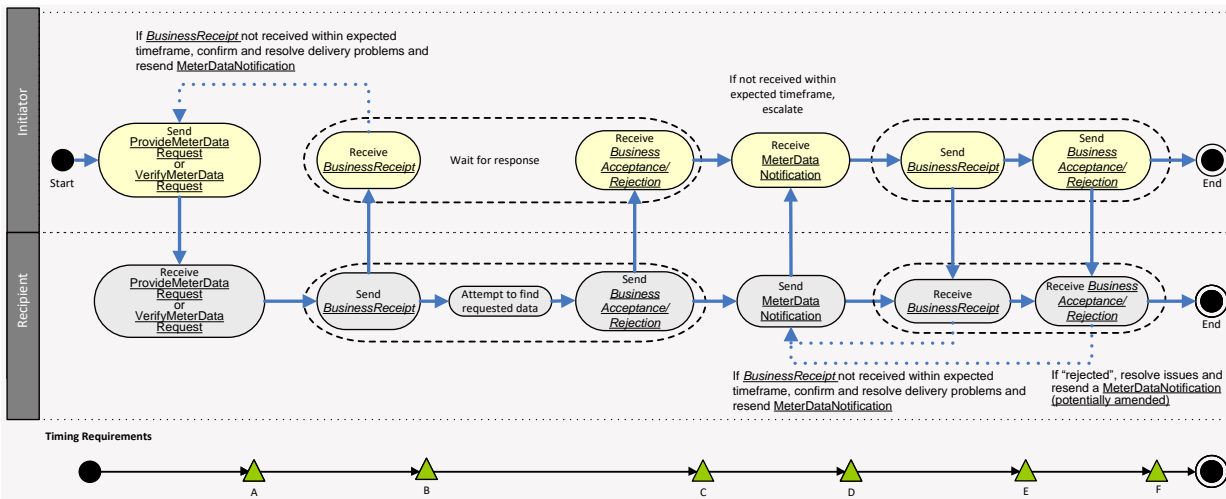 Initiator
If BusinessReceipt not received within expected
timeframe, confirm and resolve delivery problems and
resend MeterDataNotification
Start
Send
ProvideMeterData
Request
or
VerifyMeterData
Request
Receive
BusinessReceipt
Wait for response
Receive
Business
Acceptance/
Rejection
If not received within
expected timeframe,
escalate
Receive
MeterData
Notification
Send
BusinessReceipt
Send
Business
Acceptance/
Rejection
End
Recipient
Receive
ProvideMeterData
Request
or
VerifyMeterData
Request
Send
BusinessReceipt
Attempt to find
requested data
Send
Business
Acceptance/
Rejection
Send
MeterData
Notification
Receive
BusinessReceipt
Receive Business
Acceptance/
Rejection
End
If BusinessReceipt not received within expected
timeframe, confirm and resolve delivery problems and
resend MeterDataNotification
If “rejected”, resolve issues and
resend a MeterDataNotification
(potentially amended)
Timing Requirements
A
B
C
D
E
F